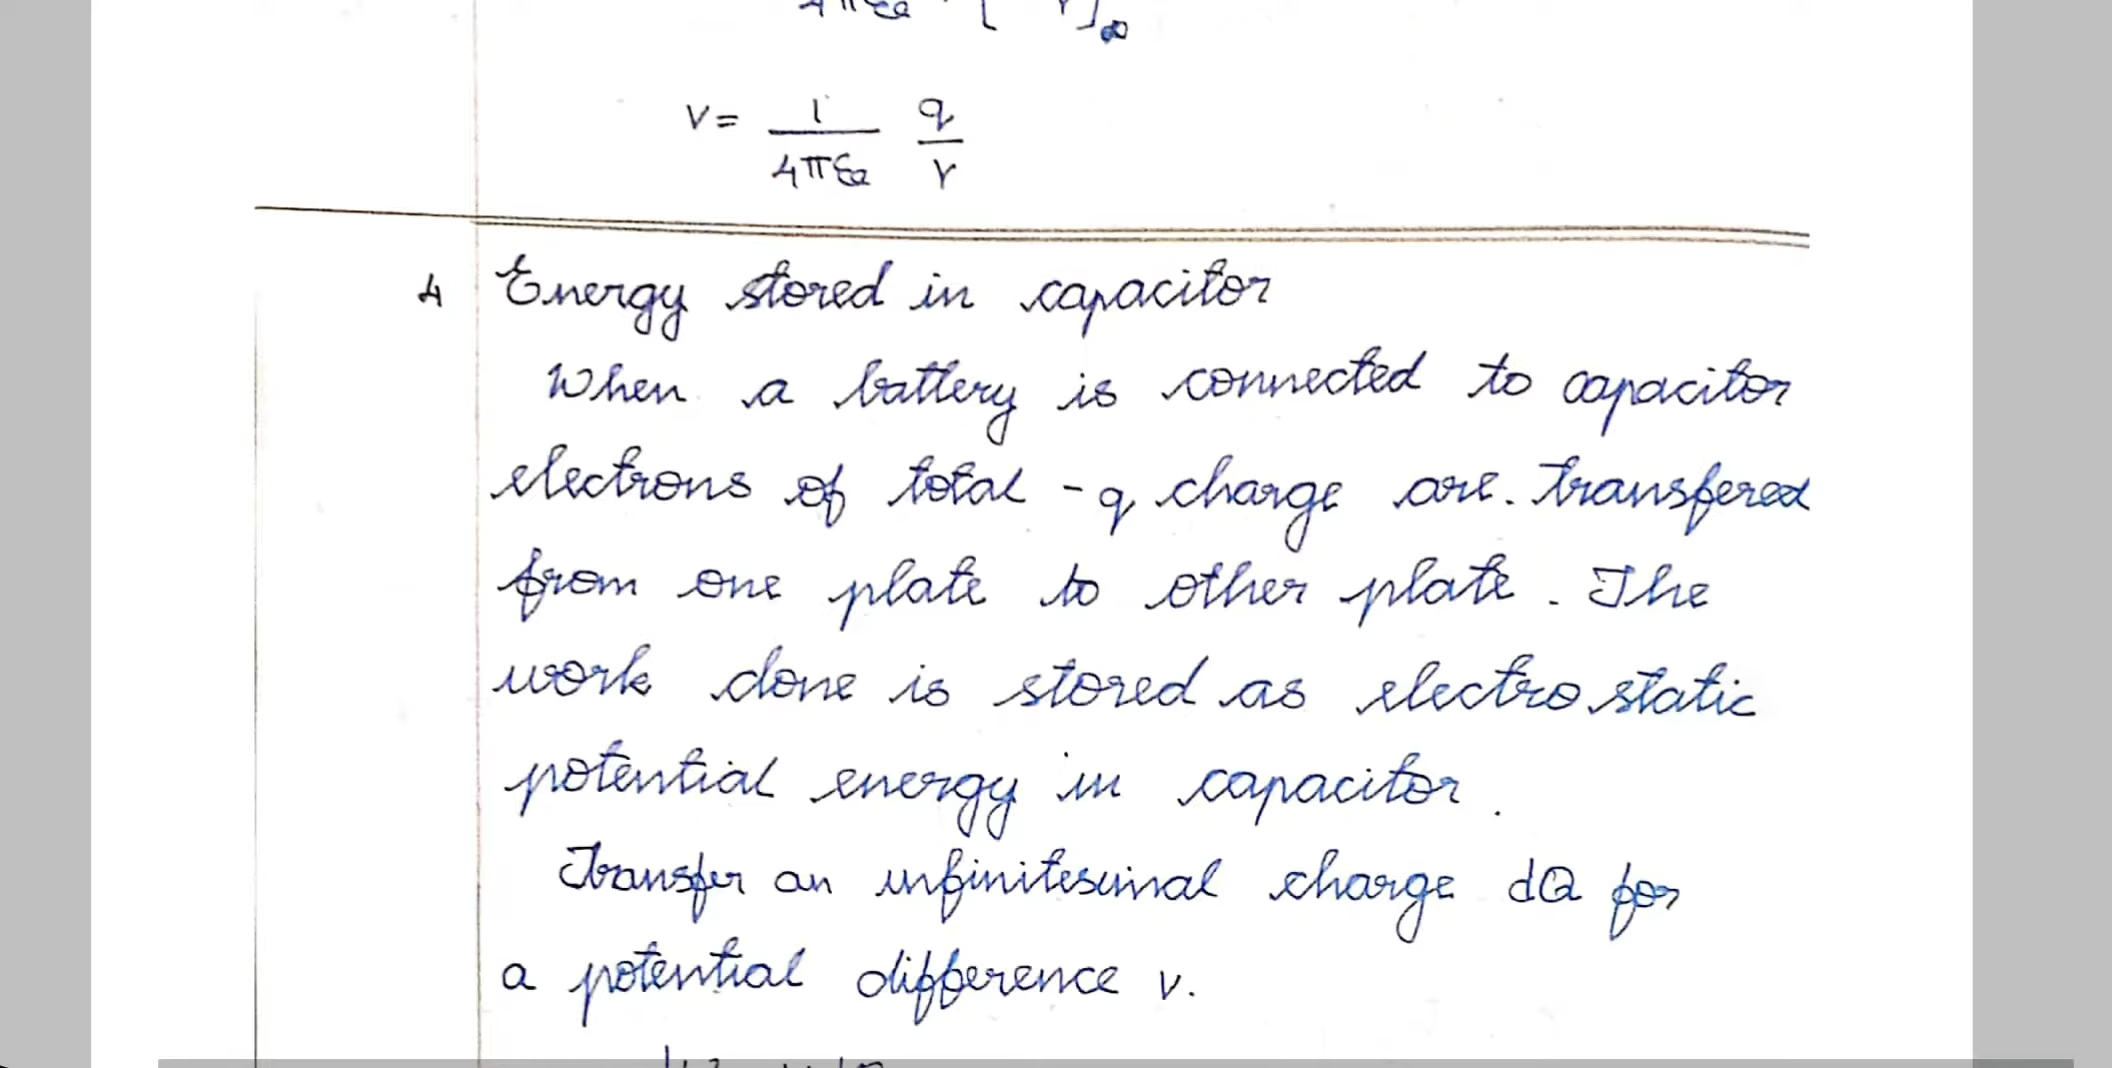 V = 1/4πε₀ q/r
4 Energy stored in capacitor
When a battery is connected to capacitor
electrons of total -q charge are. transfered
from one plate to other plate. The
work done is stored as electrostatic
potential energy in capacitor.
Transfer an infinitesimal charge dQ for
a potential difference v.